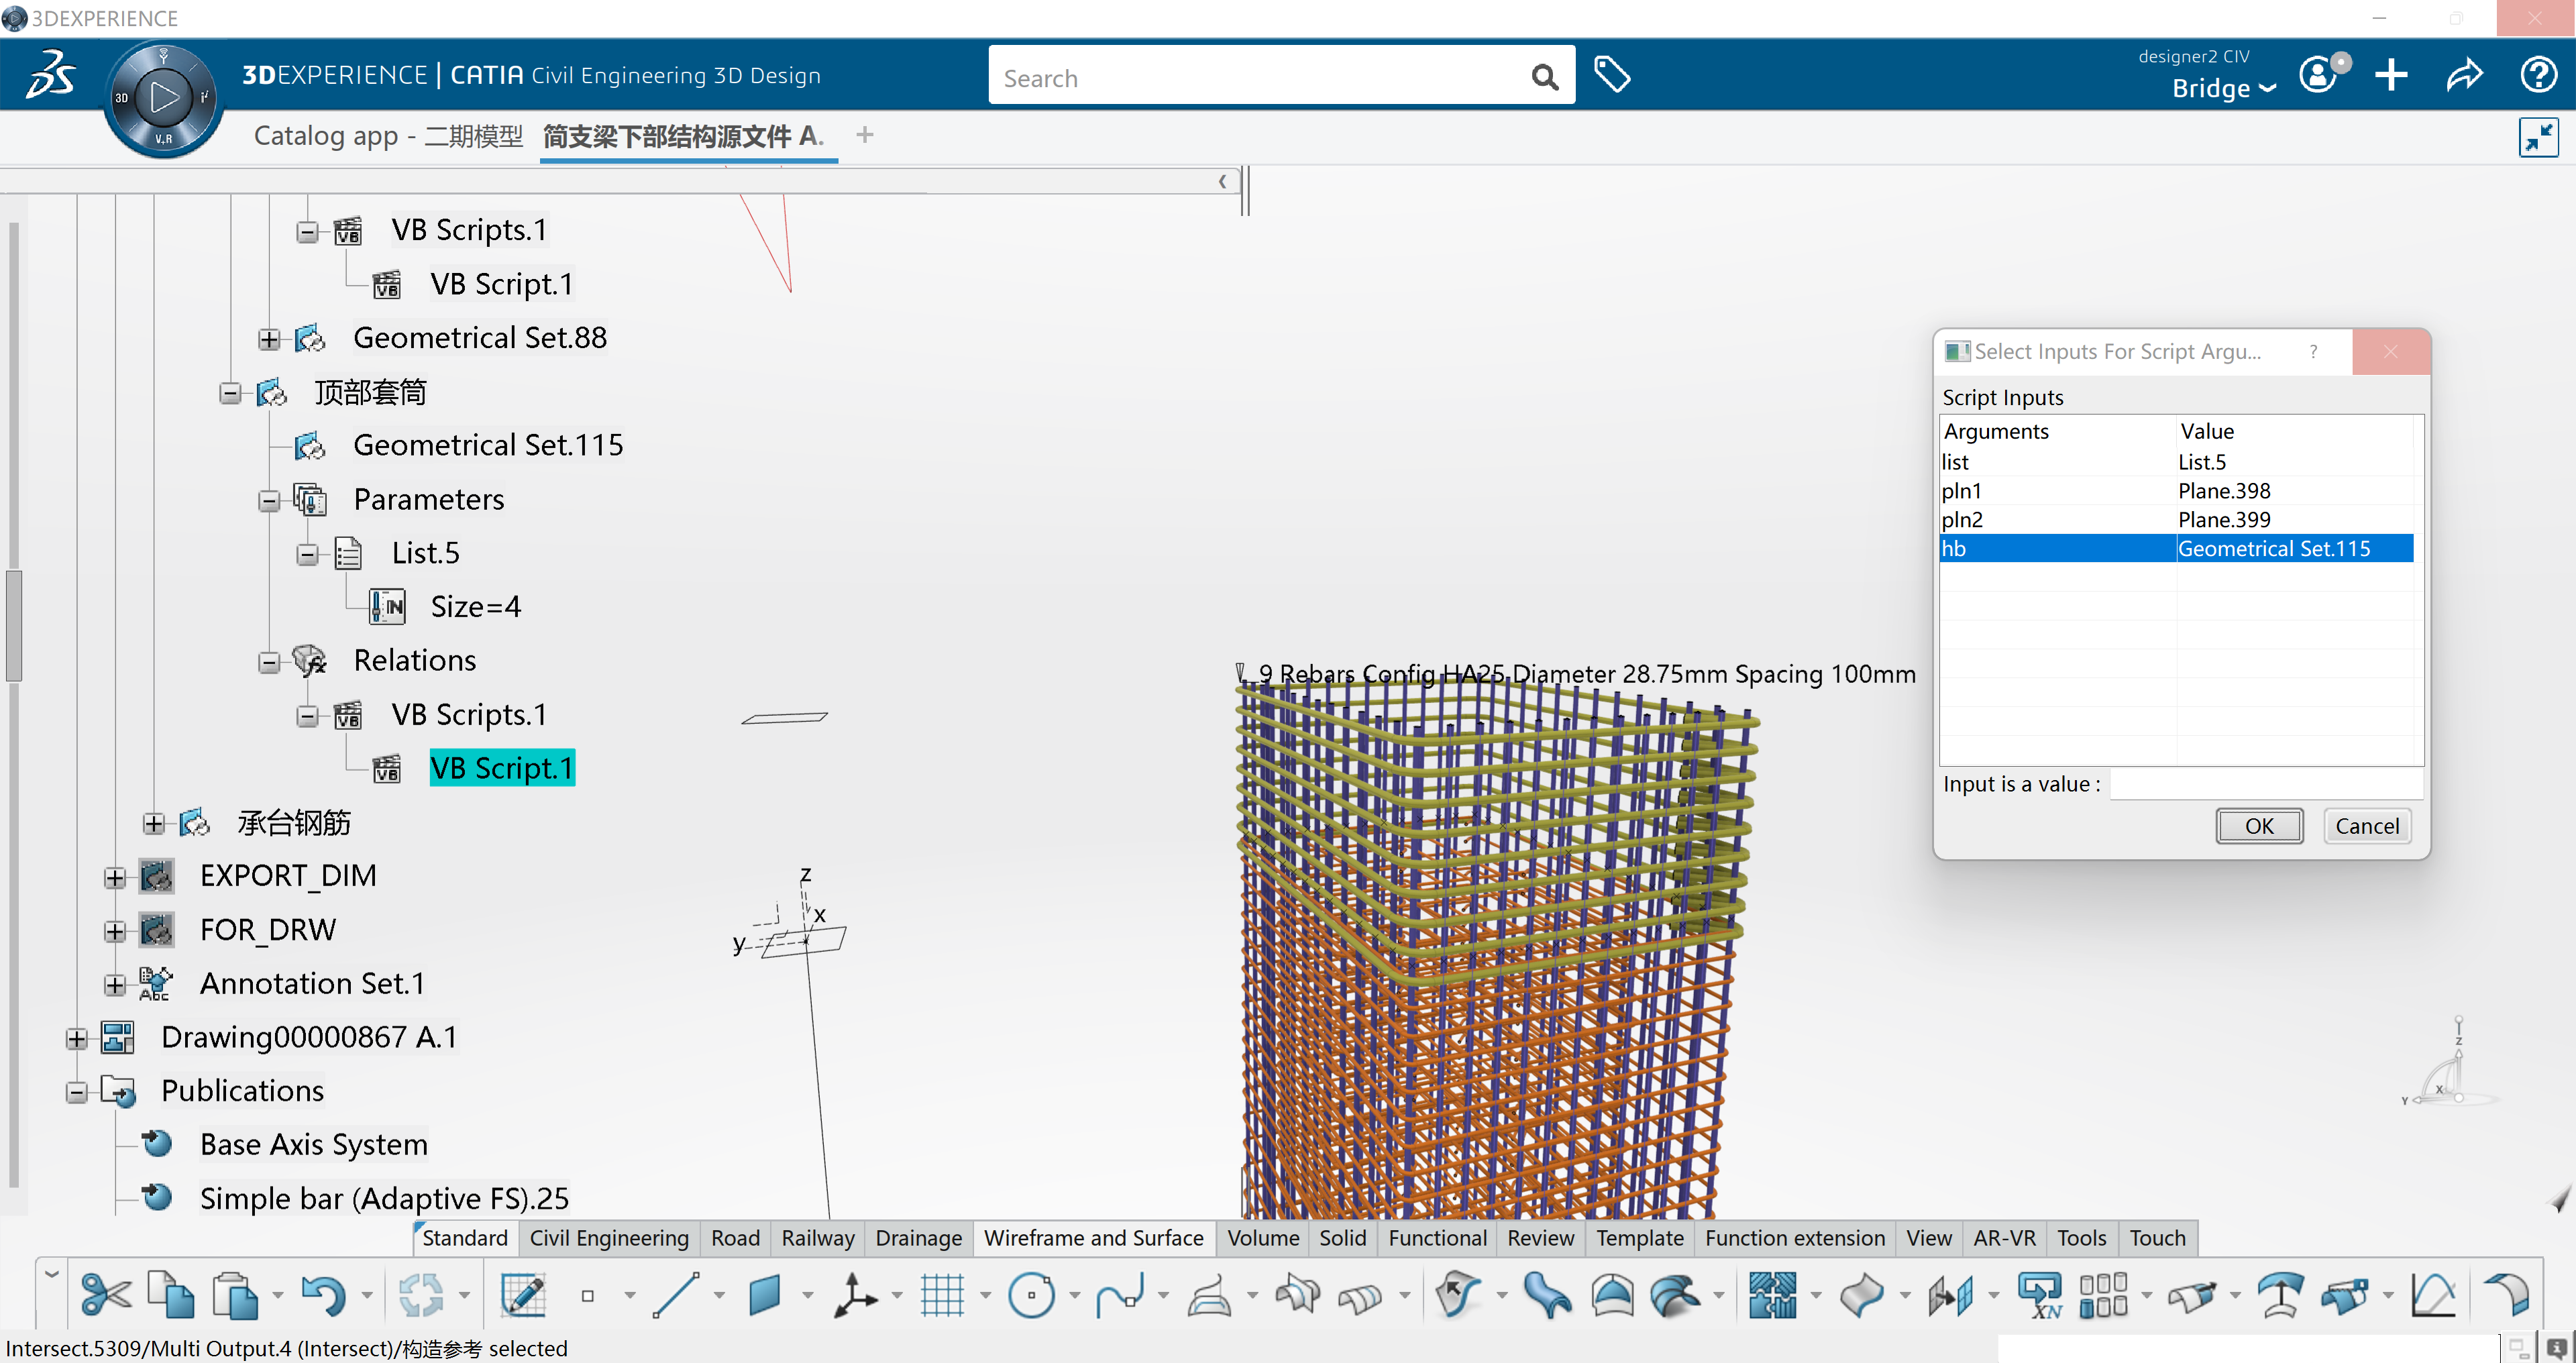 3DEXPERIENCE
3DEXPERIENCE | CATIA Civil Engineering 3D Design
Search
designer2 CIV
Bridge
3D
V.R
Catalog app - 二期模型
简支梁下部结构源文件 A.
VB Scripts.1
VB Script.1
Geometrical Set.88
顶部套筒
Geometrical Set.115
Parameters
List.5
Size=4
Relations
VB Scripts.1
VB Script.1
承台钢筋
EXPORT_DIM
FOR_DRW
Annotation Set.1
Drawing00000867 A.1
Publications
Base Axis System
Simple bar (Adaptive FS).25
z
x
y
9 Rebars Config HA25 Diameter 28.75mm Spacing 100mm
Select Inputs For Script Argu...
Script Inputs
Arguments Value
list List.5
pln1 Plane.398
pln2 Plane.399
hb Geometrical Set.115
Input is a value :
OK Cancel
Z
X
Y
Standard Civil Engineering Road Railway Drainage Wireframe and Surface Volume Solid Functional Review Template Function extension View AR-VR Tools Touch
Intersect.5309/Multi Output.4 (Intersect)/构造参考 selected